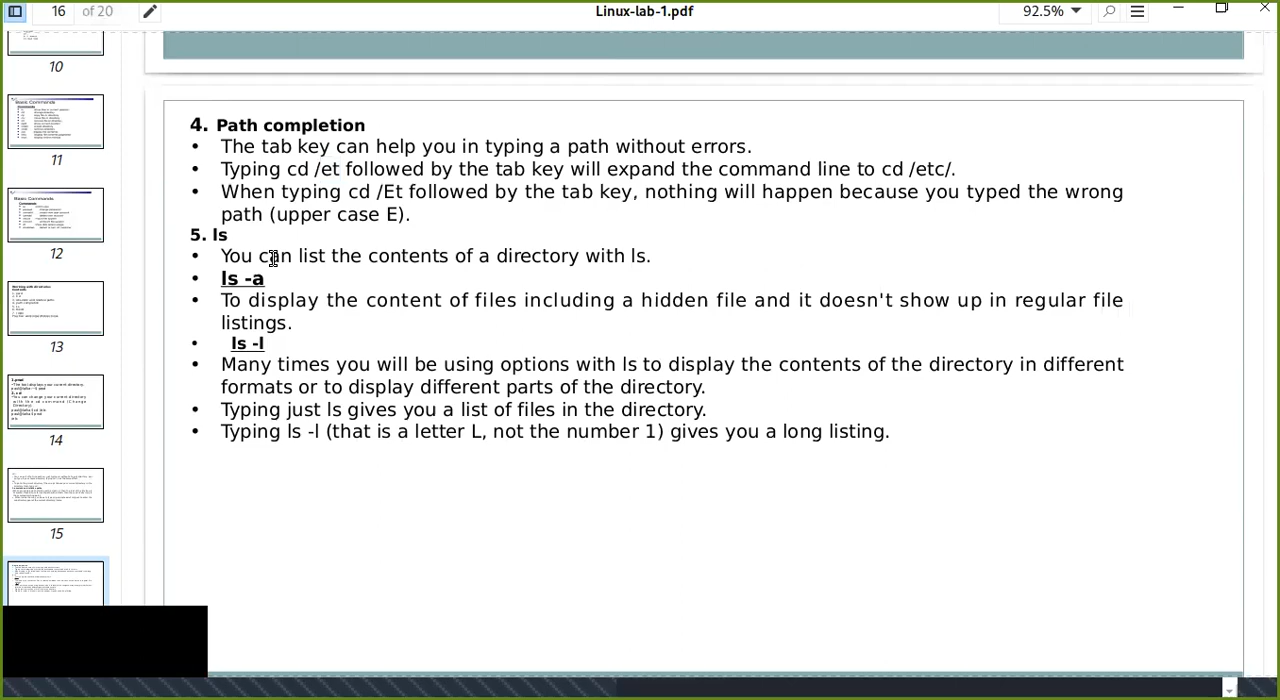 16 of 20
Linux-lab-1.pdf
92.5%
10
Basic Commands
11
Basic Commands
12
13
14
15
4. Path completion
• The tab key can help you in typing a path without errors.
• Typing cd /et followed by the tab key will expand the command line to cd /etc/.
• When typing cd /Et followed by the tab key, nothing will happen because you typed the wrong
path (upper case E).
5. ls
• You can list the contents of a directory with ls.
• ls -a
• To display the content of files including a hidden file and it doesn't show up in regular file
listings.
• ls -l
• Many times you will be using options with ls to display the contents of the directory in different
formats or to display different parts of the directory.
• Typing just ls gives you a list of files in the directory.
• Typing ls -l (that is a letter L, not the number 1) gives you a long listing.